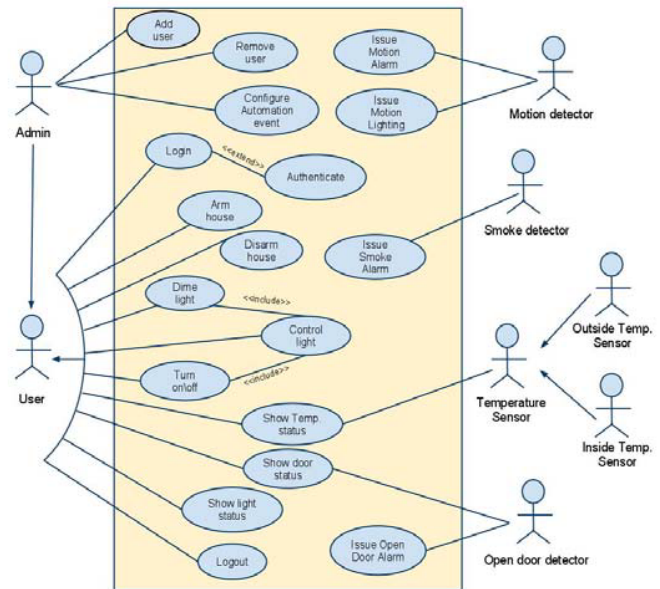 Add
user
Remove
user
Issue
Motion
Alarm
Admin
Configure
Automation
event
Issue
Motion
Lighting
Motion detector
Login
<<extend>>
Authenticate
Arm
house
Disarm
house
Issue
Smoke
Alarm
Smoke detector
Dime
light
<<include>>
Control
light
Outside Temp.
Sensor
User
Turn
on\off
<<include>>
Temperature
Sensor
Show Temp.
status
Inside Temp.
Sensor
Show door
status
Show light
status
Issue Open
Door Alarm
Open door detector
Logout